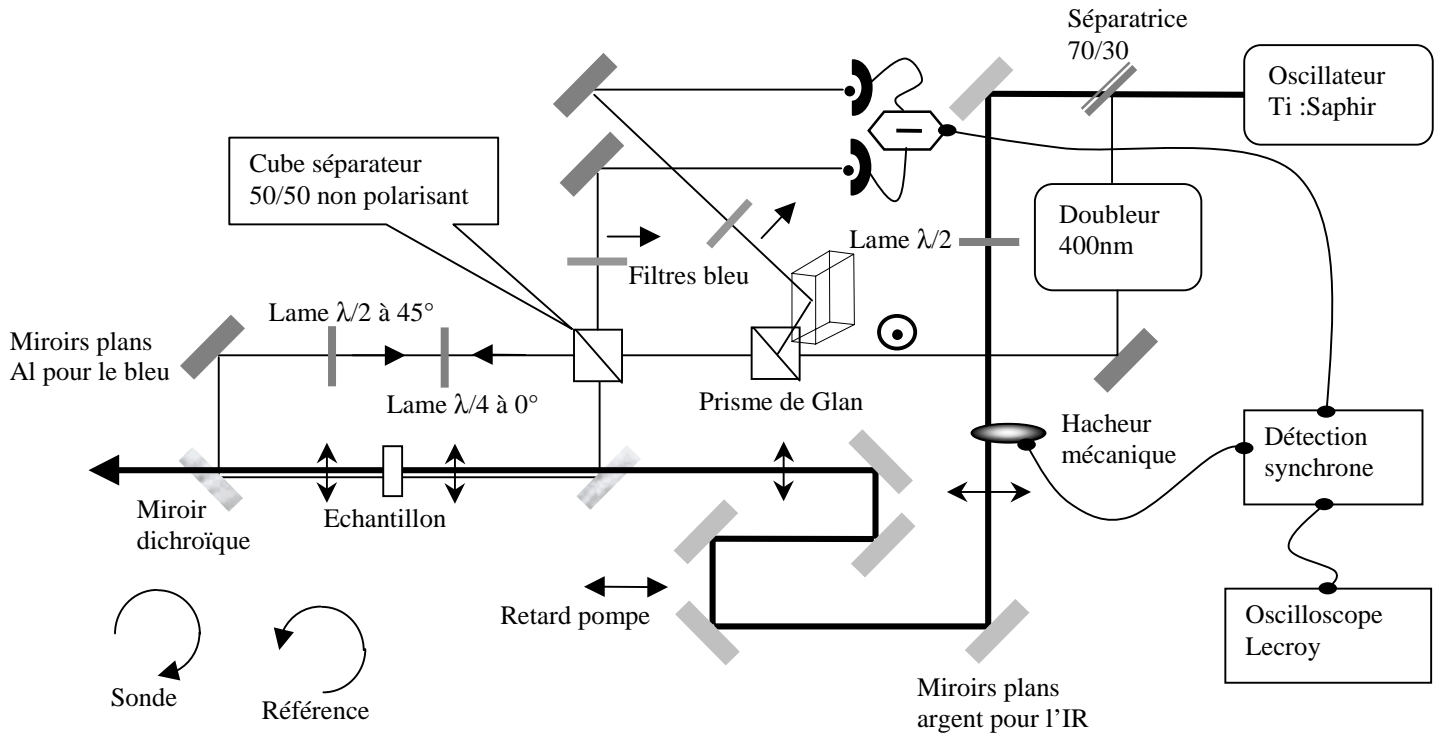 Séparatrice
70/30
Oscillateur
Ti :Saphir
Cube séparateur
50/50 non polarisant
Doubleur
400nm
Lame λ/2
Filtres bleu
Lame λ/2 à 45°
Miroirs plans
Al pour le bleu
Lame λ/4 à 0°
Prisme de Glan
Hacheur
mécanique
Détection
synchrone
Miroir
dichroïque
Echantillon
Retard pompe
Oscilloscope
Lecroy
Sonde
Référence
Miroirs plans
argent pour l'IR